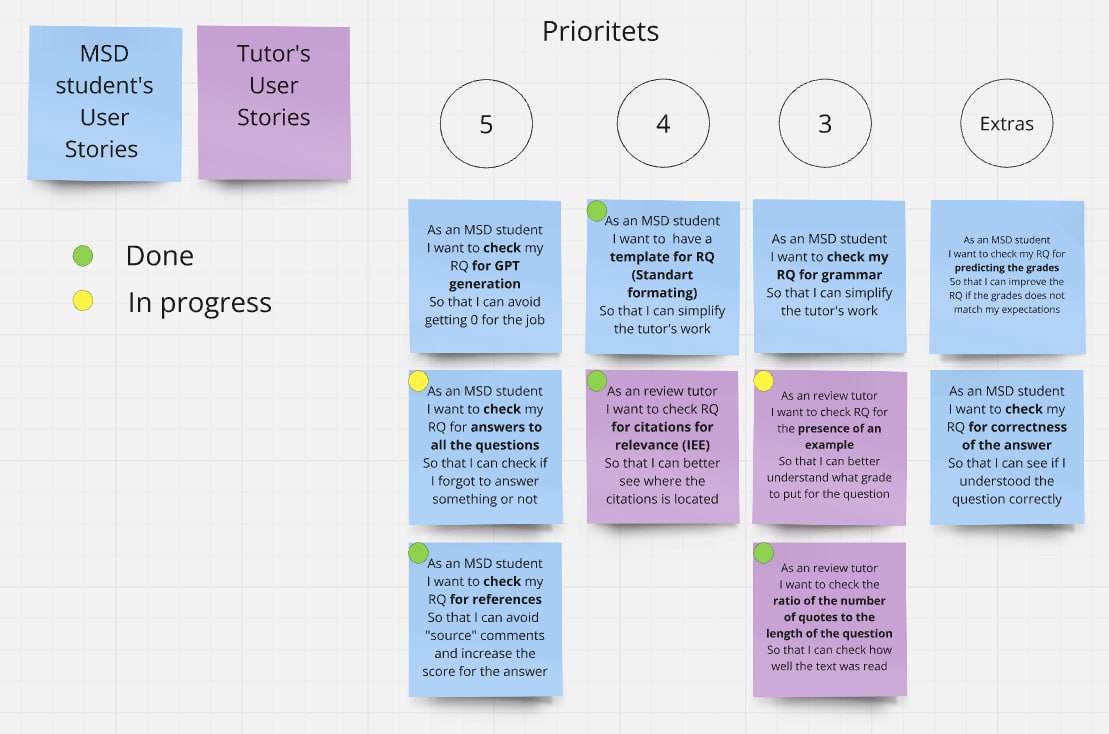 Prioritets
MSD
student's
User
Stories
Tutor's
User
Stories
Done
In progress
5
4
3
Extras
As an MSD student
I want to check my
RQ for GPT
generation
So that I can avoid
getting 0 for the job
As an MSD student
I want to have a
template for RQ
(Standart
formating)
So that I can simplify
the tutor's work
As an MSD student
I want to check my
RQ for grammar
So that I can simplify
the tutor's work
As an MSD student
I want to check my RQ for
predicting the grades
So that I can improve the
RQ if the grades does not
match my expectations
As an MSD student
I want to check my
RQ for answers to
all the questions
So that I can check if
I forgot to answer
something or not
As an review tutor
I want to check RQ
for citations for
relevance (IEE)
So that I can better
see where the
citations is located
As an review tutor
I want to check RQ for
the presence of an
example
So that I can better
understand what grade
to put for the question
As an MSD student
I want to check my
RQ for correctness
of the answer
So that I can see if I
understood the
question correctly
As an MSD student
I want to check my
RQ for references
So that I can avoid
"source" comments
and increase the
score for the answer
As an review tutor
I want to check the
ratio of the number
of quotes to the
length of the question
So that I can check how
well the text was read